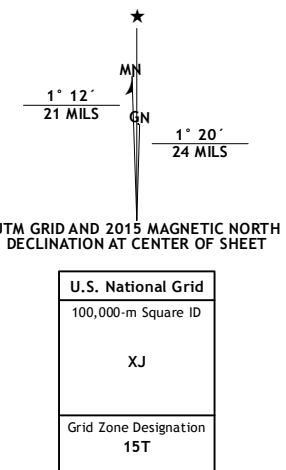 ★
MN
1° 12´
21 MILS
GN
1° 20´
24 MILS
UTM GRID AND 2015 MAGNETIC NORTH
DECLINATION AT CENTER OF SHEET
U.S. National Grid
100,000-m Square ID
XJ
Grid Zone Designation
15T